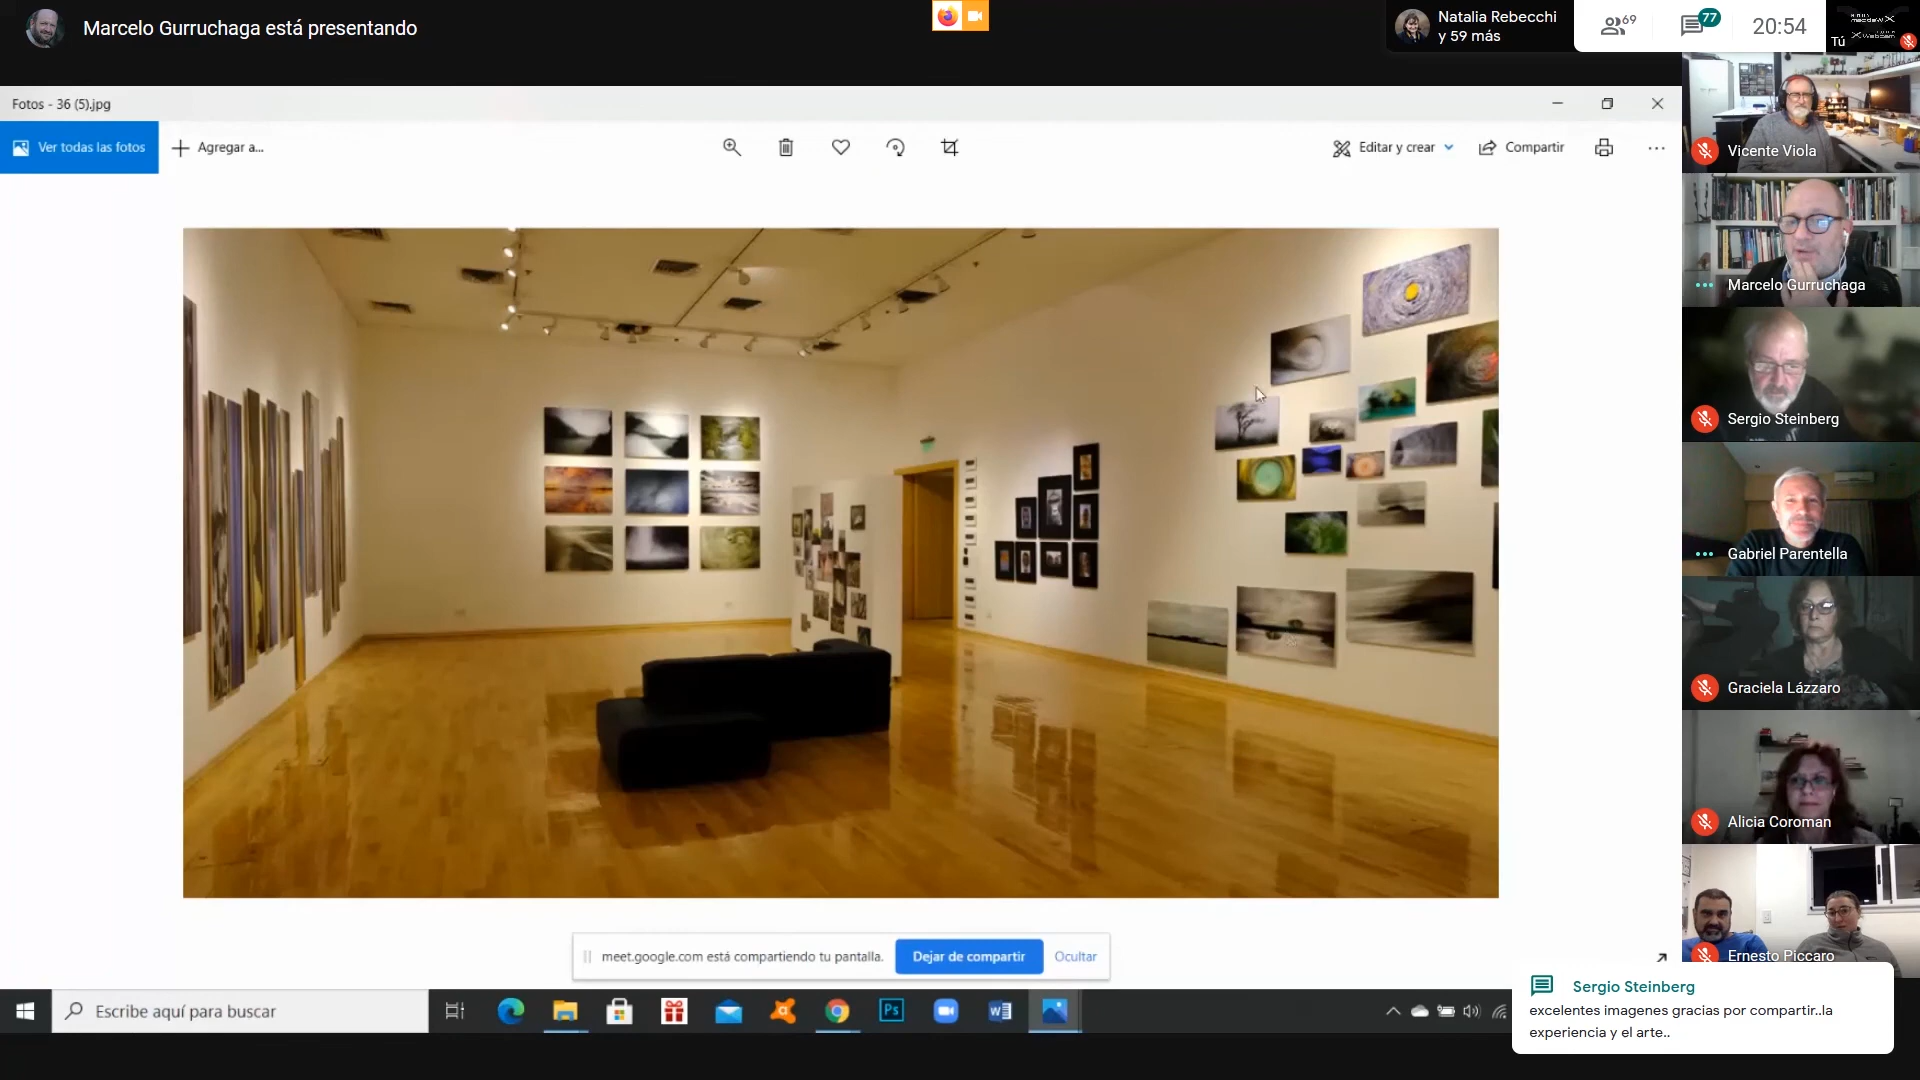 Marcelo Gurruchaga está presentando
Natalia Rebecchi
y 59 más
69
77
20:54
Tú
Fotos - 36 (5).jpg
Ver todas las fotos
Agregar a...
Editar y crear
Compartir
Vicente Viola
Marcelo Gurruchaga
Sergio Steinberg
Gabriel Parentella
Graciela Lázzaro
Alicia Coroman
Ernesto Piccaro
meet.google.com está compartiendo tu pantalla.
Dejar de compartir
Ocultar
Sergio Steinberg
excelentes imagenes gracias por compartir..la
experiencia y el arte..
Escribe aquí para buscar
Ps
W